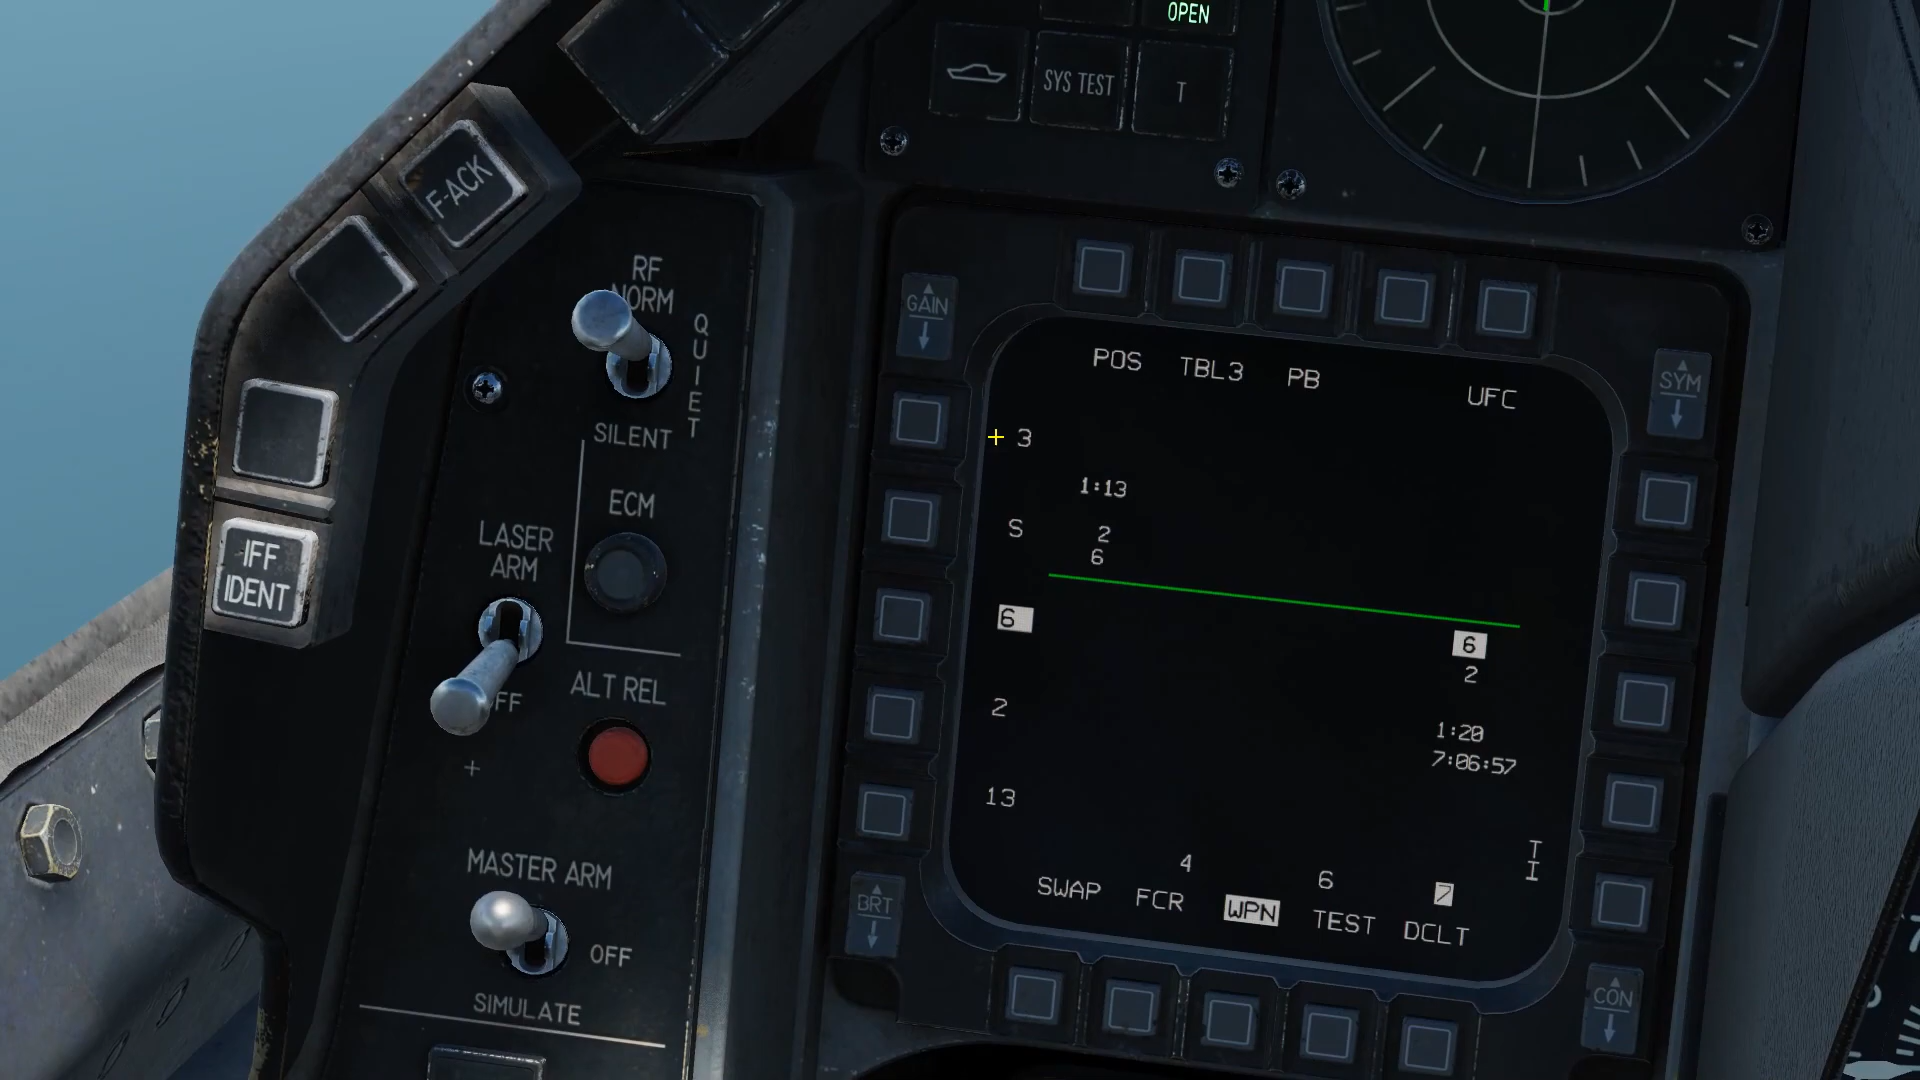 OPEN
SYS TEST
T
F-ACK
IFF
IDENT
RF
NORM
QUIET
SILENT
ECM
LASER
ARM
OFF
ALT REL
MASTER ARM
OFF
SIMULATE
GAIN
SYM
BRT
CON
POS TBL3 PB UFC
3
1:13
S 2
6
6
6
2
2
1:20
7:06:57
13
T
I
4 6 7
SWAP FCR WPN TEST DCLT